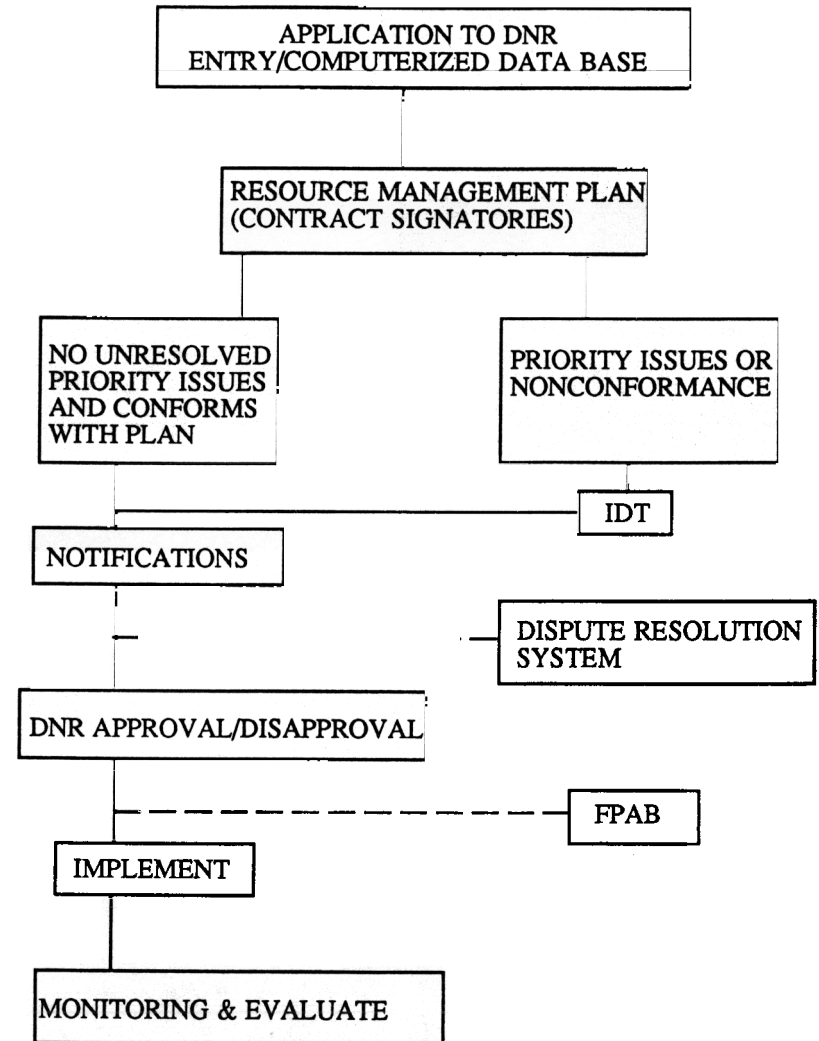 APPLICATION TO DNR
ENTRY/COMPUTERIZED DATA BASE
RESOURCE MANAGEMENT PLAN
(CONTRACT SIGNATORIES)
NO UNRESOLVED
PRIORITY ISSUES
AND CONFORMS
WITH PLAN
PRIORITY ISSUES OR
NONCONFORMANCE
IDT
NOTIFICATIONS
DISPUTE RESOLUTION
SYSTEM
DNR APPROVAL/DISAPPROVAL
FPAB
IMPLEMENT
MONITORING & EVALUATE